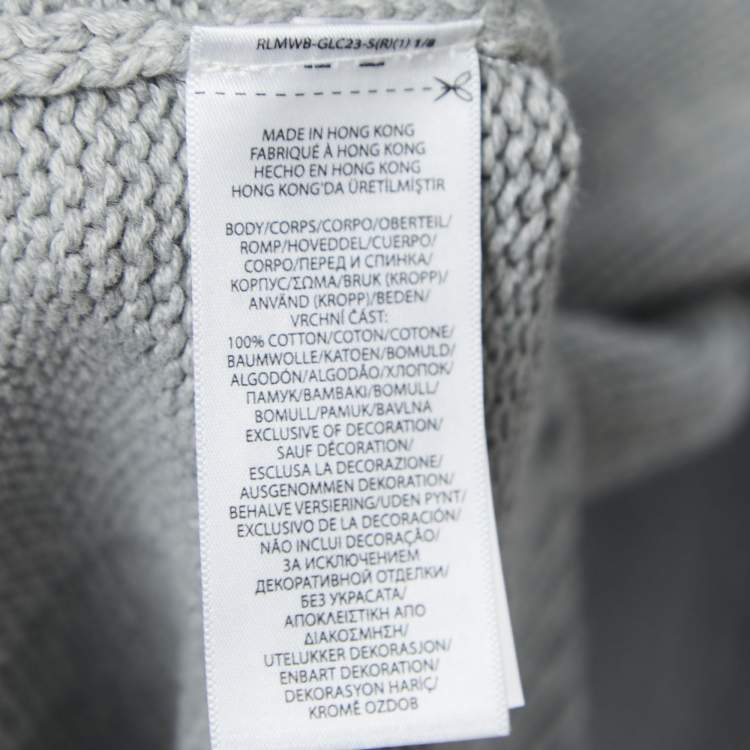 RLMWB-GLC23-S(R)(1) 1/8
MADE IN HONG KONG
FABRIQUÉ À HONG KONG
HECHO EN HONG KONG
HONG KONG'DA ÜRETİLMİŞTİR
BODY/CORPS/CORPO/OBERTEIL/
ROMP/HOVEDDEL/CUERPO/
CORPO/ПЕРЕД И СПИНКА/
КОРПУС/ΣΩΜΑ/BRUK (KROPP)/
ANVÄND (KROPP)/BEDEN/
VRCHNÍ ČÁST:
100% COTTON/COTON/COTONE/
BAUMWOLLE/KATOEN/BOMULD/
ALGODÓN/ALGODÃO/ХЛОПОК/
ПАМУК/ΒΑΜΒΑΚΙ/BOMULL/
BOMULL/PAMUK/BAVLNA
EXCLUSIVE OF DECORATION/
SAUF DÉCORATION/
ESCLUSA LA DECORAZIONE/
AUSGENOMMEN DEKORATION/
BEHALVE VERSIERING/UDEN PYNT/
EXCLUSIVO DE LA DECORACIÓN/
NÃO INCLUI DECORAÇÃO/
ЗА ИСКЛЮЧЕНИЕМ
ДЕКОРАТИВНОЙ ОТДЕЛКИ/
БЕЗ УКРАСАТА/
ΑΠΟΚΛΕΙΣΤΙΚΗ ΑΠΟ
ΔΙΑΚΟΣΜΗΣΗ/
UTELUKKER DEKORASJON/
ENBART DEKORATION/
DEKORASYON HARİÇ/
KROMĚ OZDOB